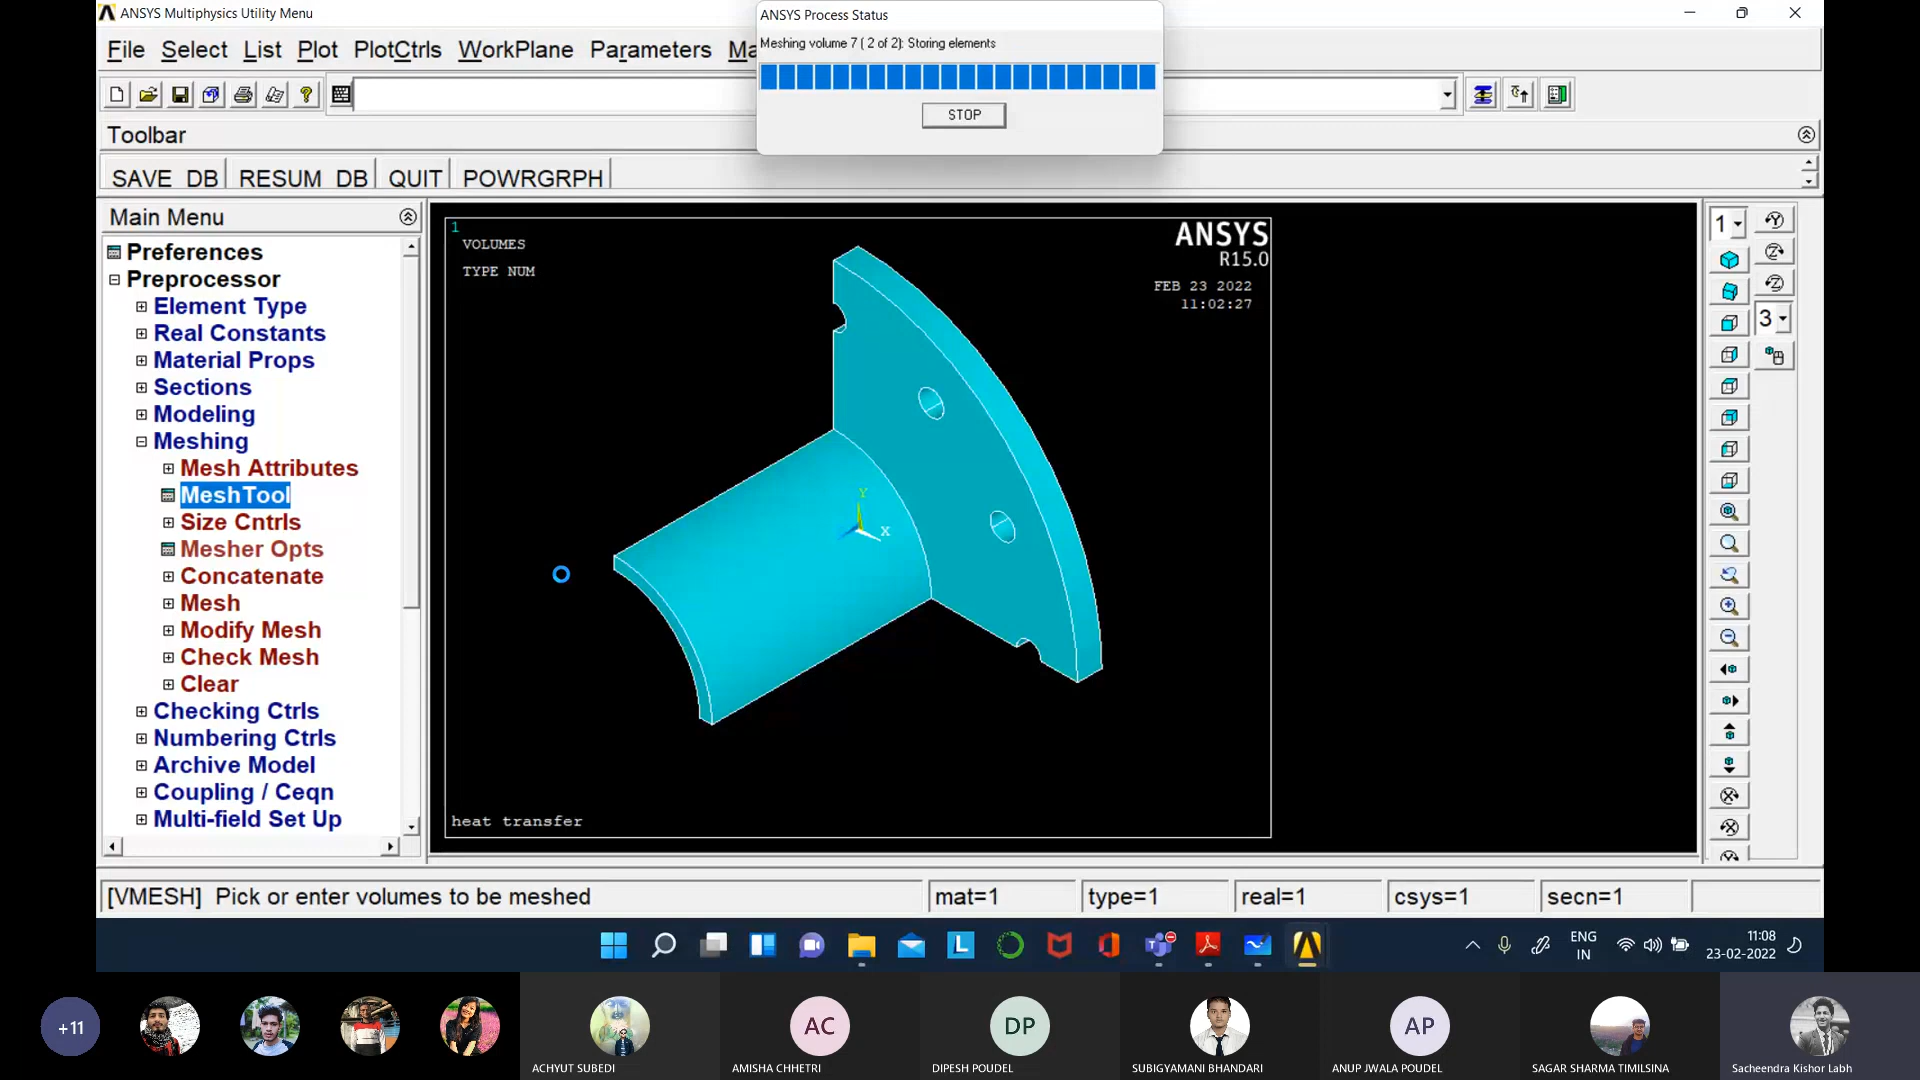 ANSYS Multiphysics Utility Menu
ANSYS Process Status
Meshing volume 7 ( 2 of 2): Storing elements
STOP
File Select List Plot PlotCtrls WorkPlane Parameters Ma
Toolbar
SAVE_DB RESUM_DB QUIT POWRGRPH
Main Menu
Preferences
Preprocessor
Element Type
Real Constants
Material Props
Sections
Modeling
Meshing
Mesh Attributes
MeshTool
Size Cntrls
Mesher Opts
Concatenate
Mesh
Modify Mesh
Check Mesh
Clear
Checking Ctrls
Numbering Ctrls
Archive Model
Coupling / Ceqn
Multi-field Set Up
1
VOLUMES
TYPE NUM
ANSYS
R15.0
FEB 23 2022
11:02:27
Y
X
heat transfer
1
3
[VMESH] Pick or enter volumes to be meshed
mat=1
type=1
real=1
csys=1
secn=1
ENG
IN
11:08
23-02-2022
+11
AC
DP
AP
ACHYUT SUBEDI
AMISHA CHHETRI
DIPESH POUDEL
SUBIGYAMANI BHANDARI
ANUP JWALA POUDEL
SAGAR SHARMA TIMILSINA
Sacheendra Kishor Labh